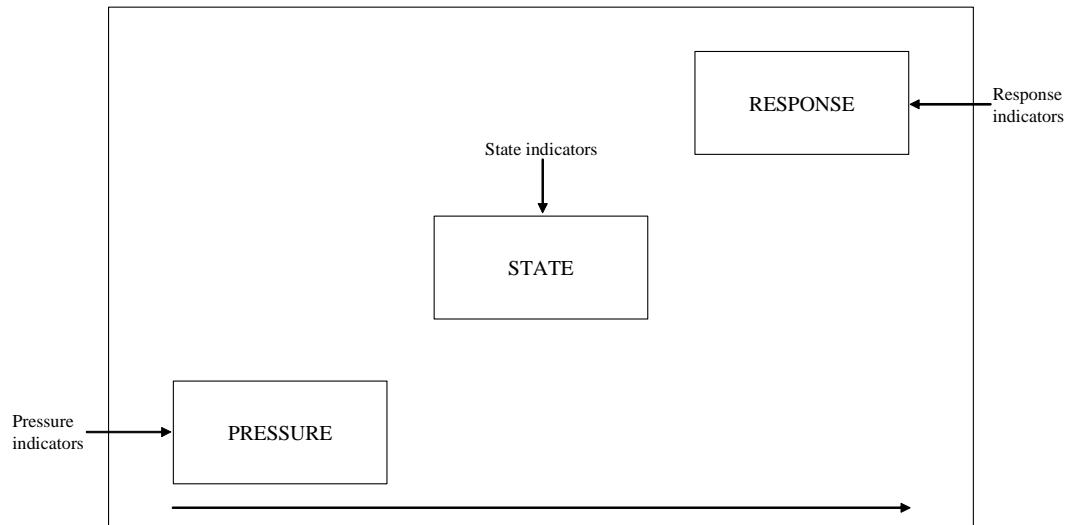 RESPONSE
Response
indicators
State indicators
STATE
Pressure
indicators
PRESSURE